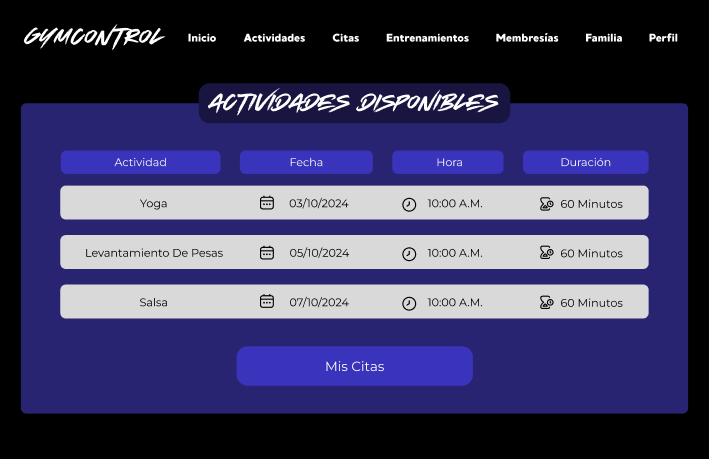 GYMCONTROL Inicio Actividades Citas Entrenamientos Membresías Familia Perfil
ACTIVIDADES DISPONIBLES
Actividad Fecha Hora Duración
Yoga 03/10/2024 10:00 A.M. 60 Minutos
Levantamiento De Pesas 05/10/2024 10:00 A.M. 60 Minutos
Salsa 07/10/2024 10:00 A.M. 60 Minutos
Mis Citas